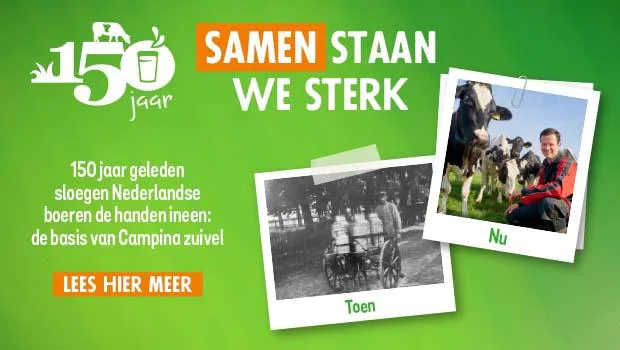 150
jaar
SAMEN STAAN
WE STERK
150 jaar geleden
sloegen Nederlandse
boeren de handen ineen:
de basis van Campina zuivel
LEES HIER MEER
Toen
Nu